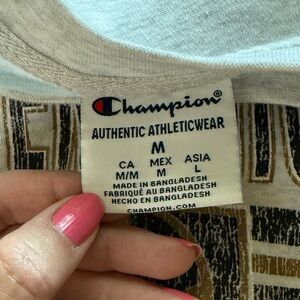 Champion®
AUTHENTIC ATHLETICWEAR
M
CA MEX ASIA
M/M M L
MADE IN BANGLADESH
FABRIQUÉ AU BANGLADESH
HECHO EN BANGLADESH
CHAMPION.COM